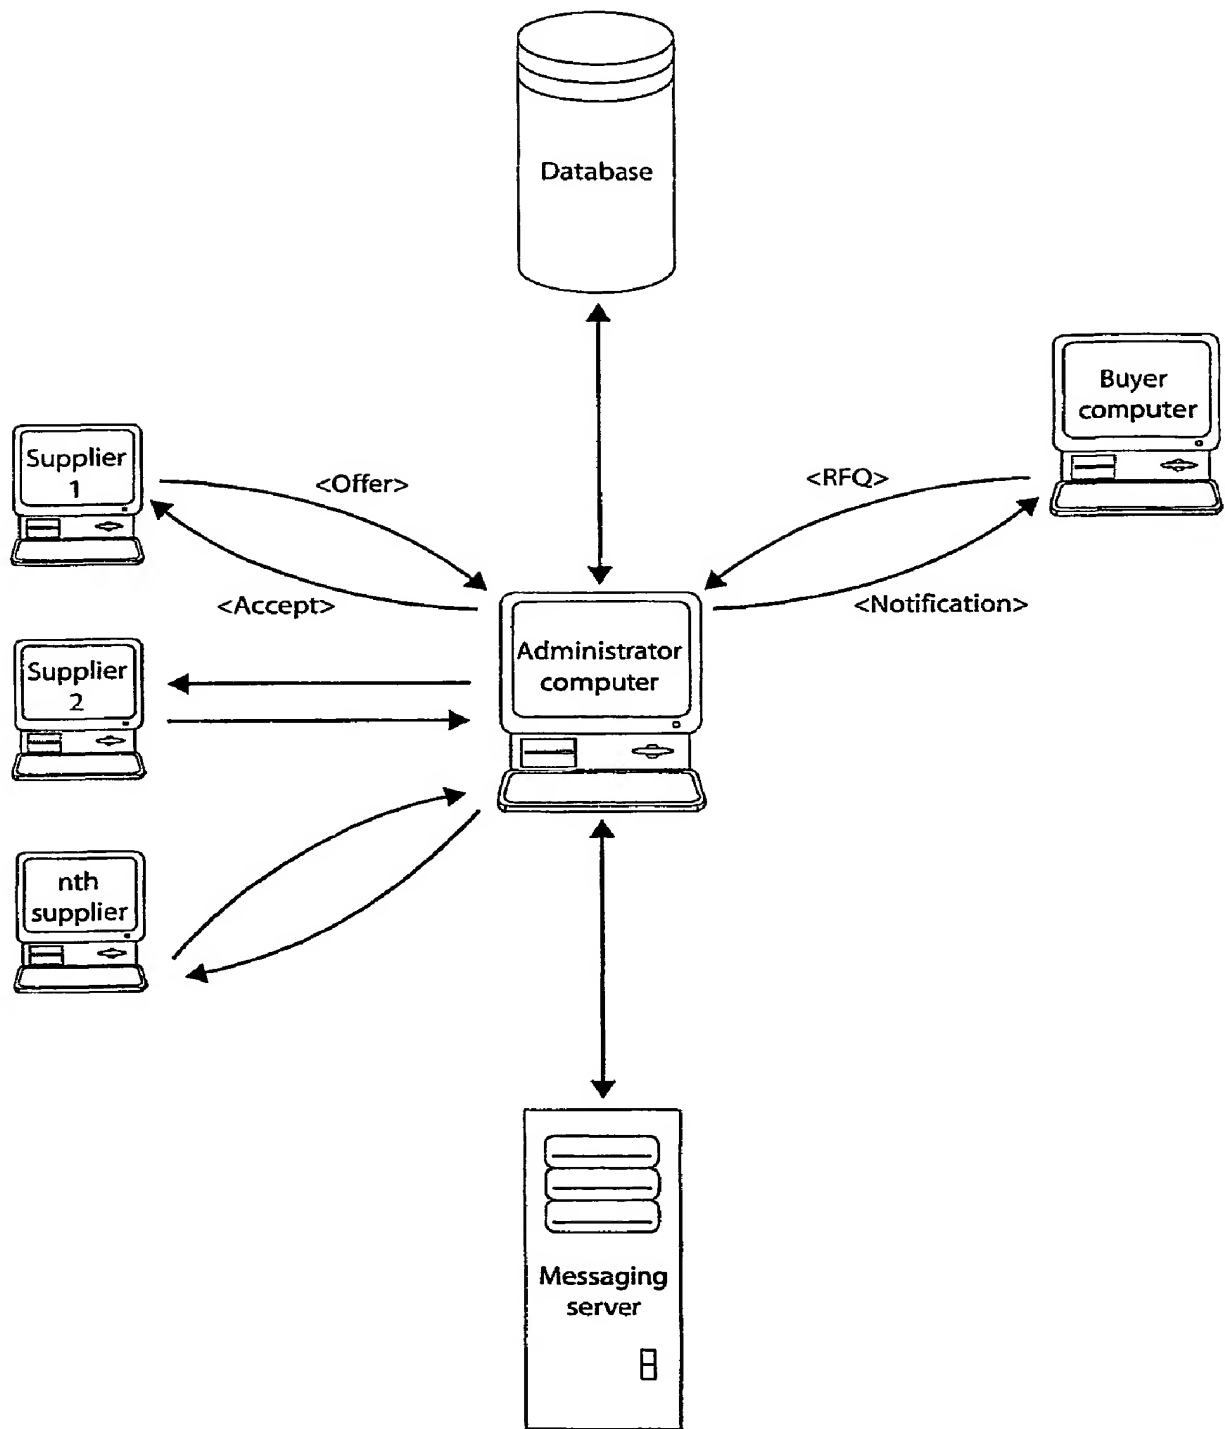 Database
Buyer
computer
Supplier
1
<Offer>
<RFQ>
<Accept>
<Notification>
Administrator
computer
Supplier
2
nth
supplier
Messaging
server